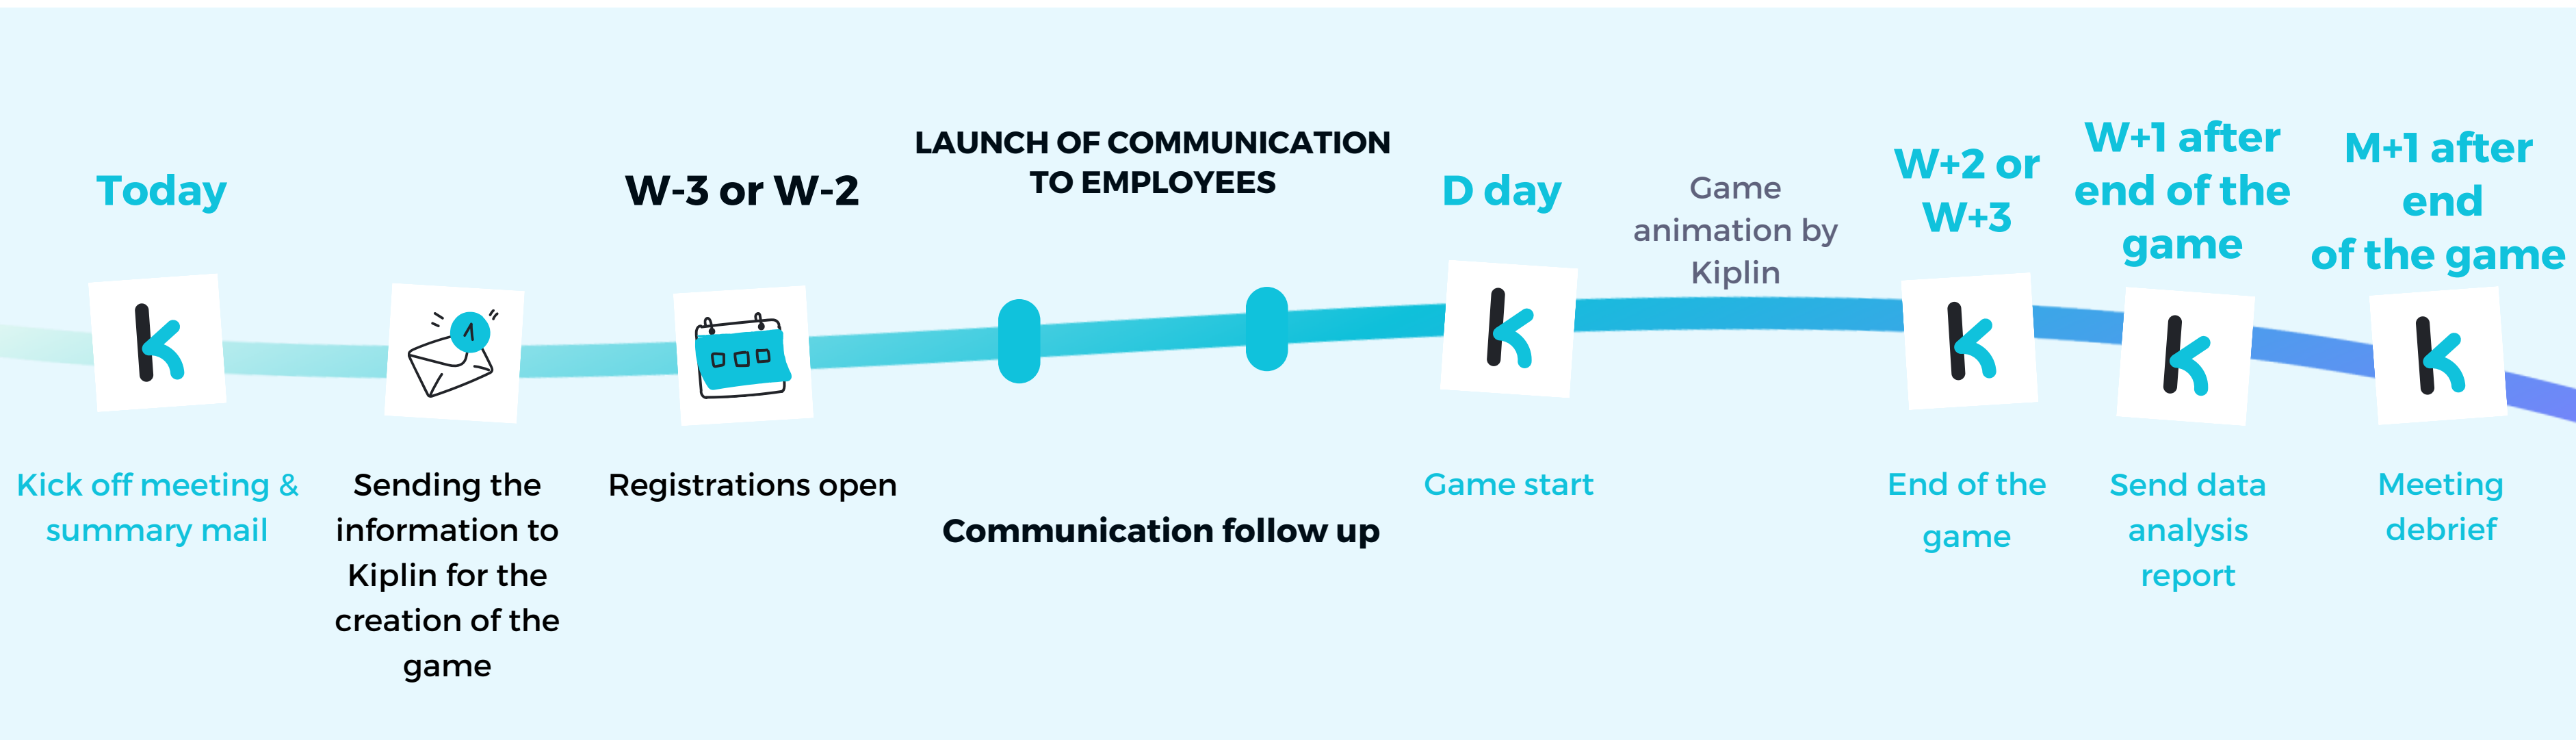 Today
Kick off meeting &
summary mail
Sending the
information to
Kiplin for the
creation of the
game
W-3 or W-2
Registrations open
LAUNCH OF COMMUNICATION
TO EMPLOYEES
Communication follow up
D day
Game start
Game
animation by
Kiplin
W+2 or
W+3
End of the
game
W+1 after
end of the
game
Send data
analysis
report
M+1 after
end
of the game
Meeting
debrief
1